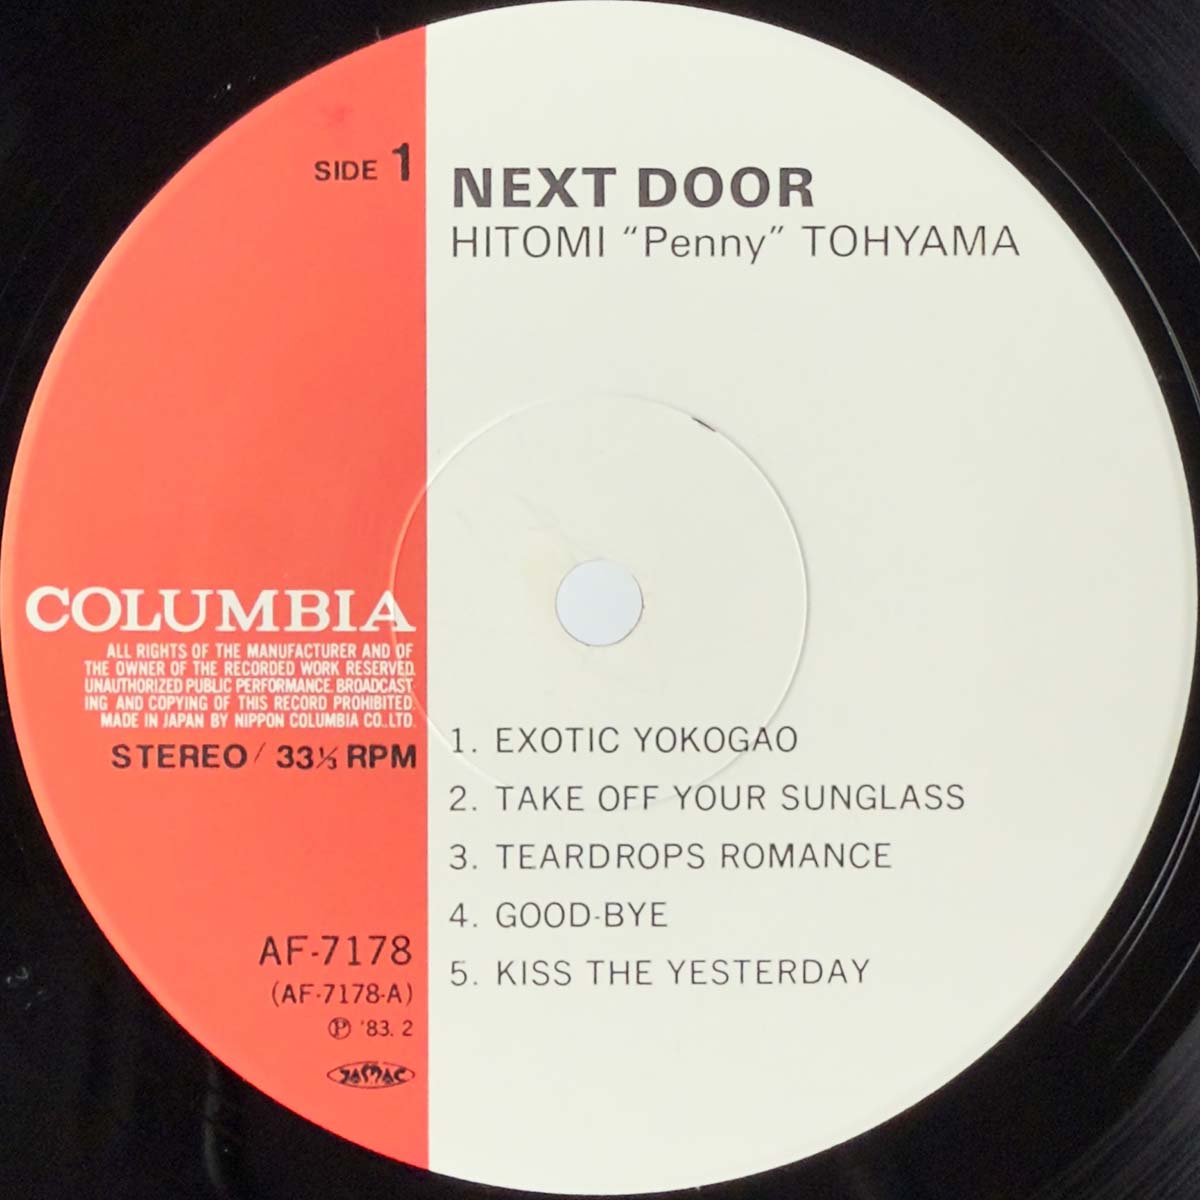 SIDE 1
NEXT DOOR
HITOMI “Penny” TOHYAMA
COLUMBIA
ALL RIGHTS OF THE MANUFACTURER AND OF
THE OWNER OF THE RECORDED WORK RESERVED.
UNAUTHORIZED PUBLIC PERFORMANCE. BROADCAST
ING AND COPYING OF THIS RECORD PROHIBITED.
MADE IN JAPAN BY NIPPON COLUMBIA CO., LTD.
STEREO / 33⅓ RPM
1. EXOTIC YOKOGAO
2. TAKE OFF YOUR SUNGLASS
3. TEARDROPS ROMANCE
4. GOOD-BYE
5. KISS THE YESTERDAY
AF-7178
(AF-7178-A)
Ⓟ '83. 2
JASRAC